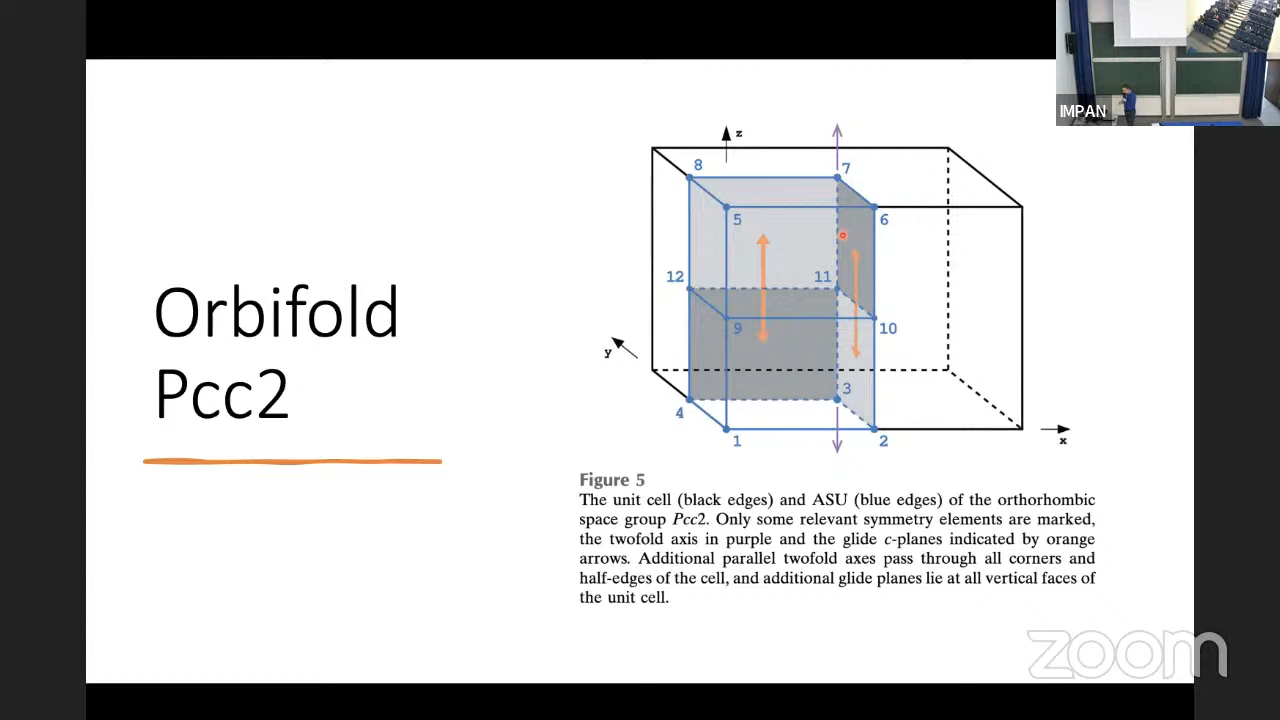 IMPAN
Orbifold
Pcc2
z
8
7
5
6
12
11
9
10
y
4
3
1
2
x
Figure 5
The unit cell (black edges) and ASU (blue edges) of the orthorhombic
space group Pcc2. Only some relevant symmetry elements are marked,
the twofold axis in purple and the glide c-planes indicated by orange
arrows. Additional parallel twofold axes pass through all corners and
half-edges of the cell, and additional glide planes lie at all vertical faces of
the unit cell.
zoom